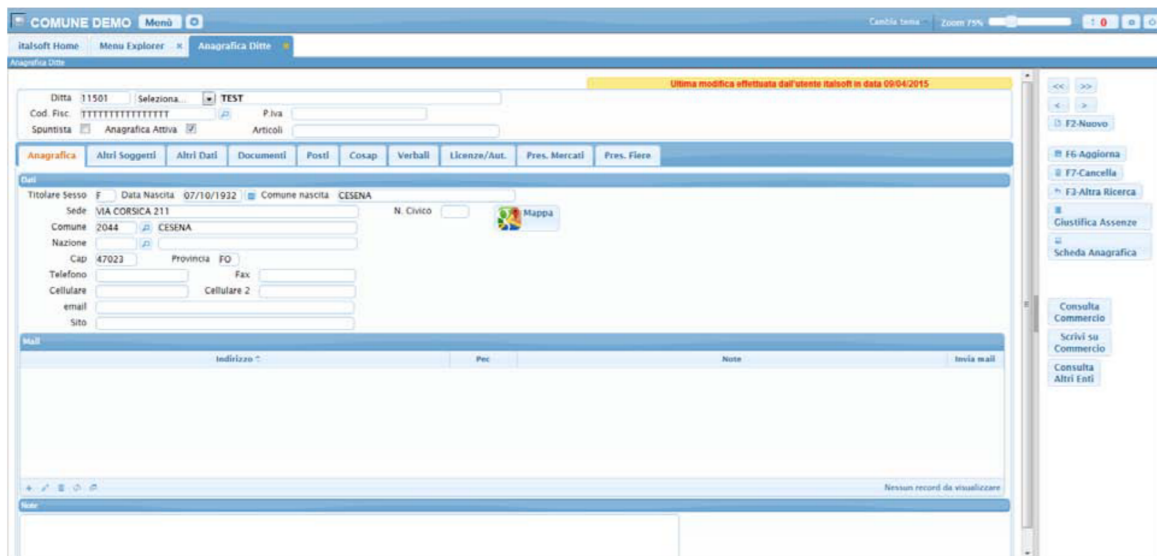 COMUNE DEMO Menù
Cambia tema Zoom 75% 0
italsoft Home Menu Explorer Anagrafica Ditte
Anagrafica Ditte
Ultima modifica effettuata dall'utente italsoft in data 09/04/2015
Ditta 11501 Seleziona... TEST
Cod. Fisc. TTTTTTTTTTTTTTTT P.Iva
Spuntista Anagrafica Attiva Articoli
Anagrafica Altri Soggetti Altri Dati Documenti Posti Cosap Verbali Licenze/Aut. Pres. Mercati Pres. Fiere
Dati
Titolare Sesso F Data Nascita 07/10/1932 Comune nascita CESENA
Sede VIA CORSICA 211 N. Civico Mappa
Comune 2044 CESENA
Nazione
Cap 47023 Provincia FO
Telefono Fax
Cellulare Cellulare 2
email
Sito
Mail
Indirizzo Pec Note Invia mail
Nessun record da visualizzare
Note
<< >>
< >
F2-Nuovo
F6-Aggiorna
F7-Cancella
F3-Altra Ricerca
Giustifica Assenze
Scheda Anagrafica
Consulta
Commercio
Scrivi su
Commercio
Consulta
Altri Enti